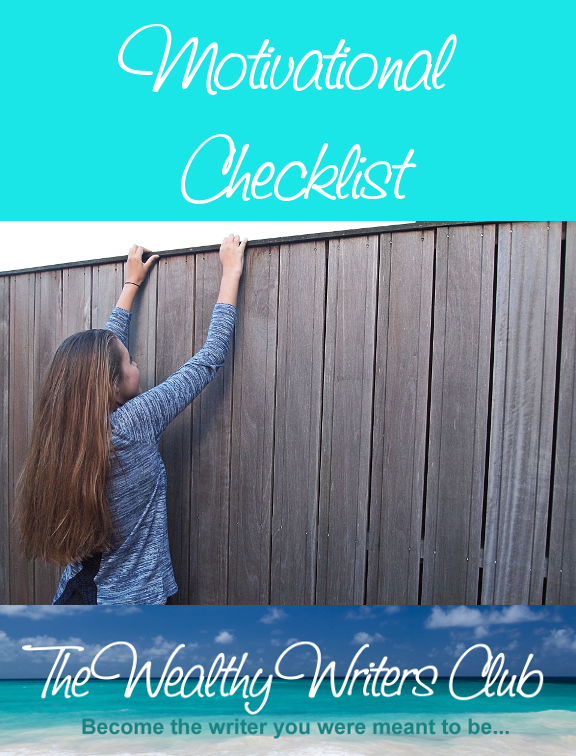 Motivational
Checklist
The Wealthy Writers Club
Become the writer you were meant to be...